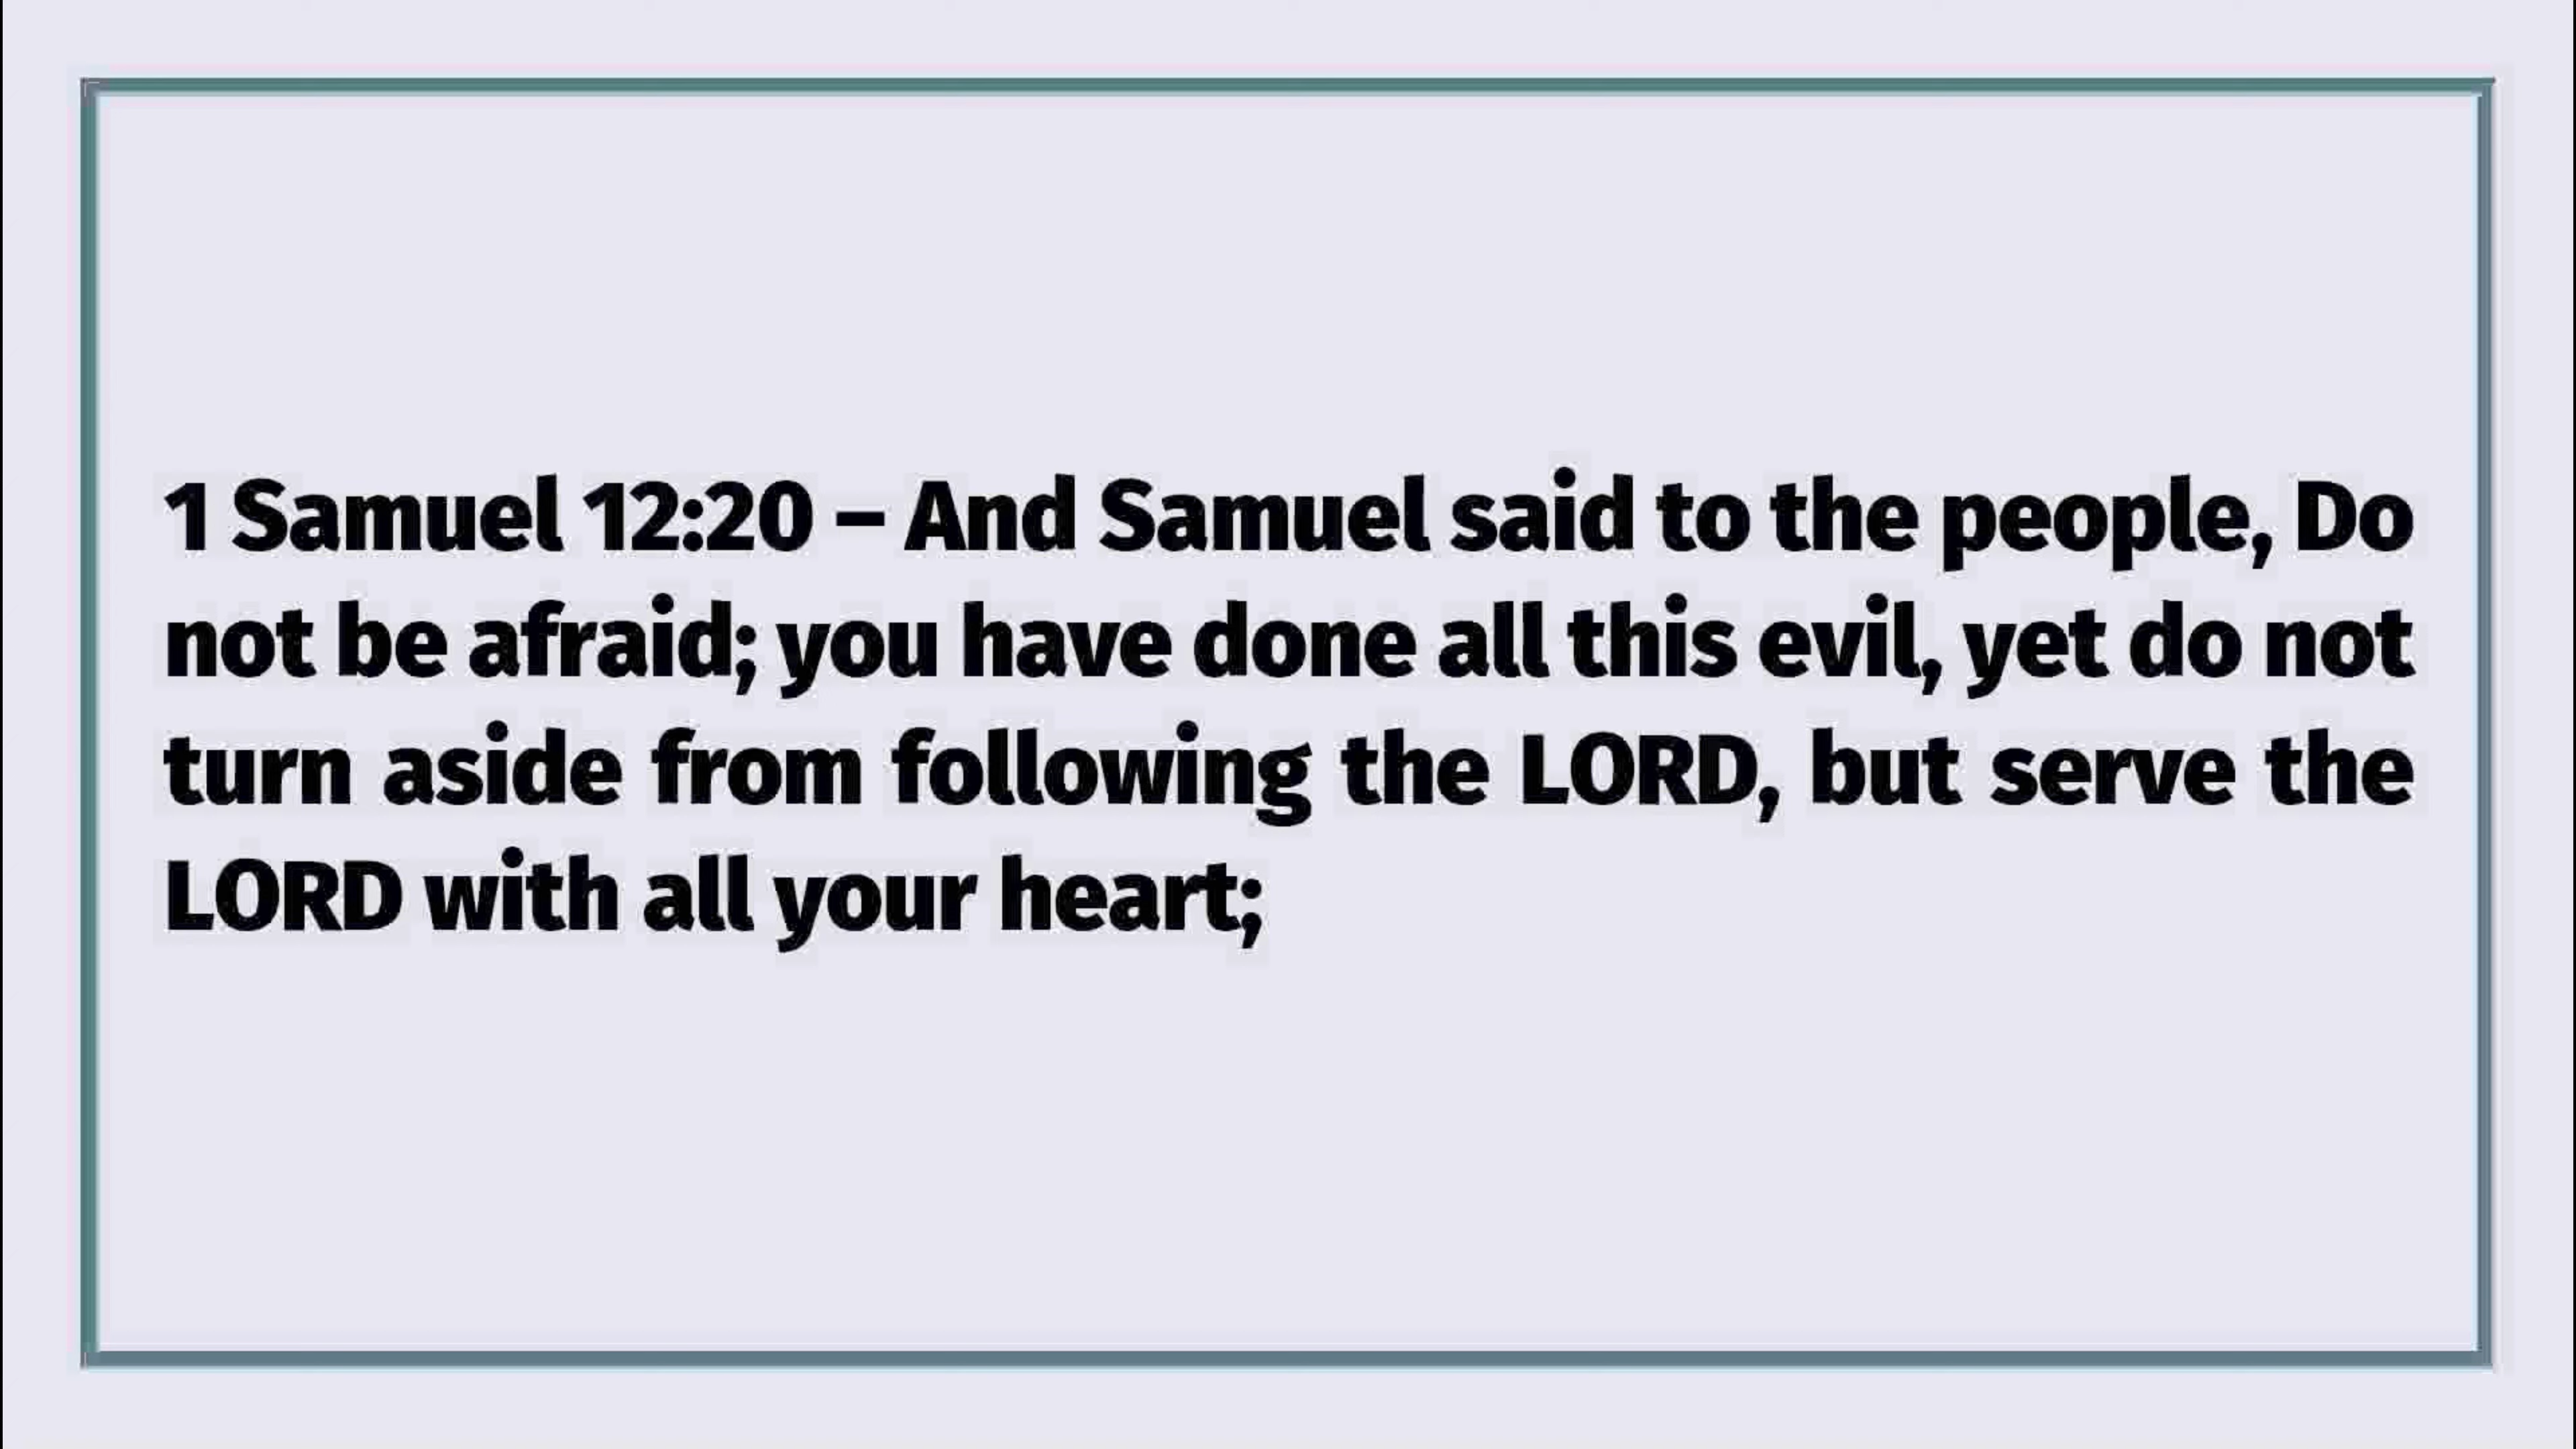 1 Samuel 12:20 – And Samuel said to the people, Do
not be afraid; you have done all this evil, yet do not
turn aside from following the LORD, but serve the
LORD with all your heart;